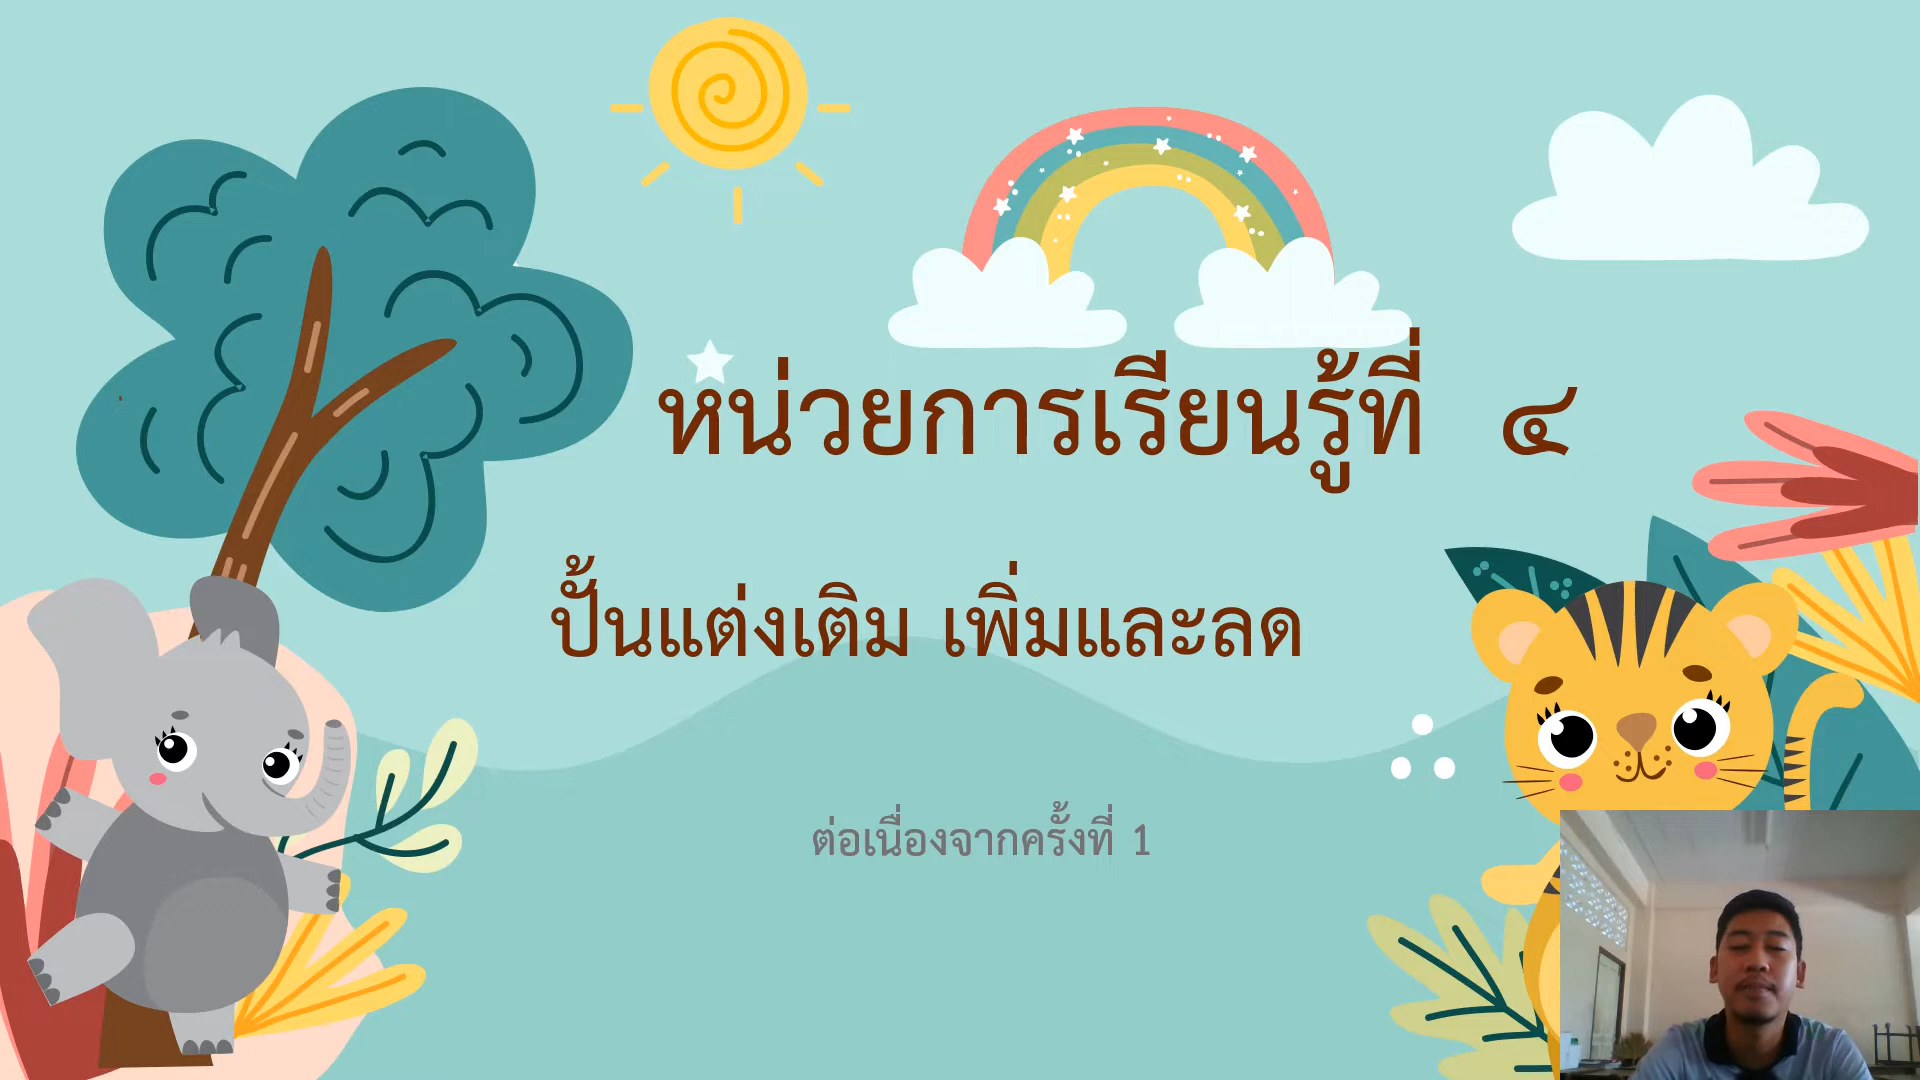 หน่วยการเรียนรู้ที่ ๔
ปั้นแต่งเติม เพิ่มและลด
ต่อเนื่องจากครั้งที่ 1